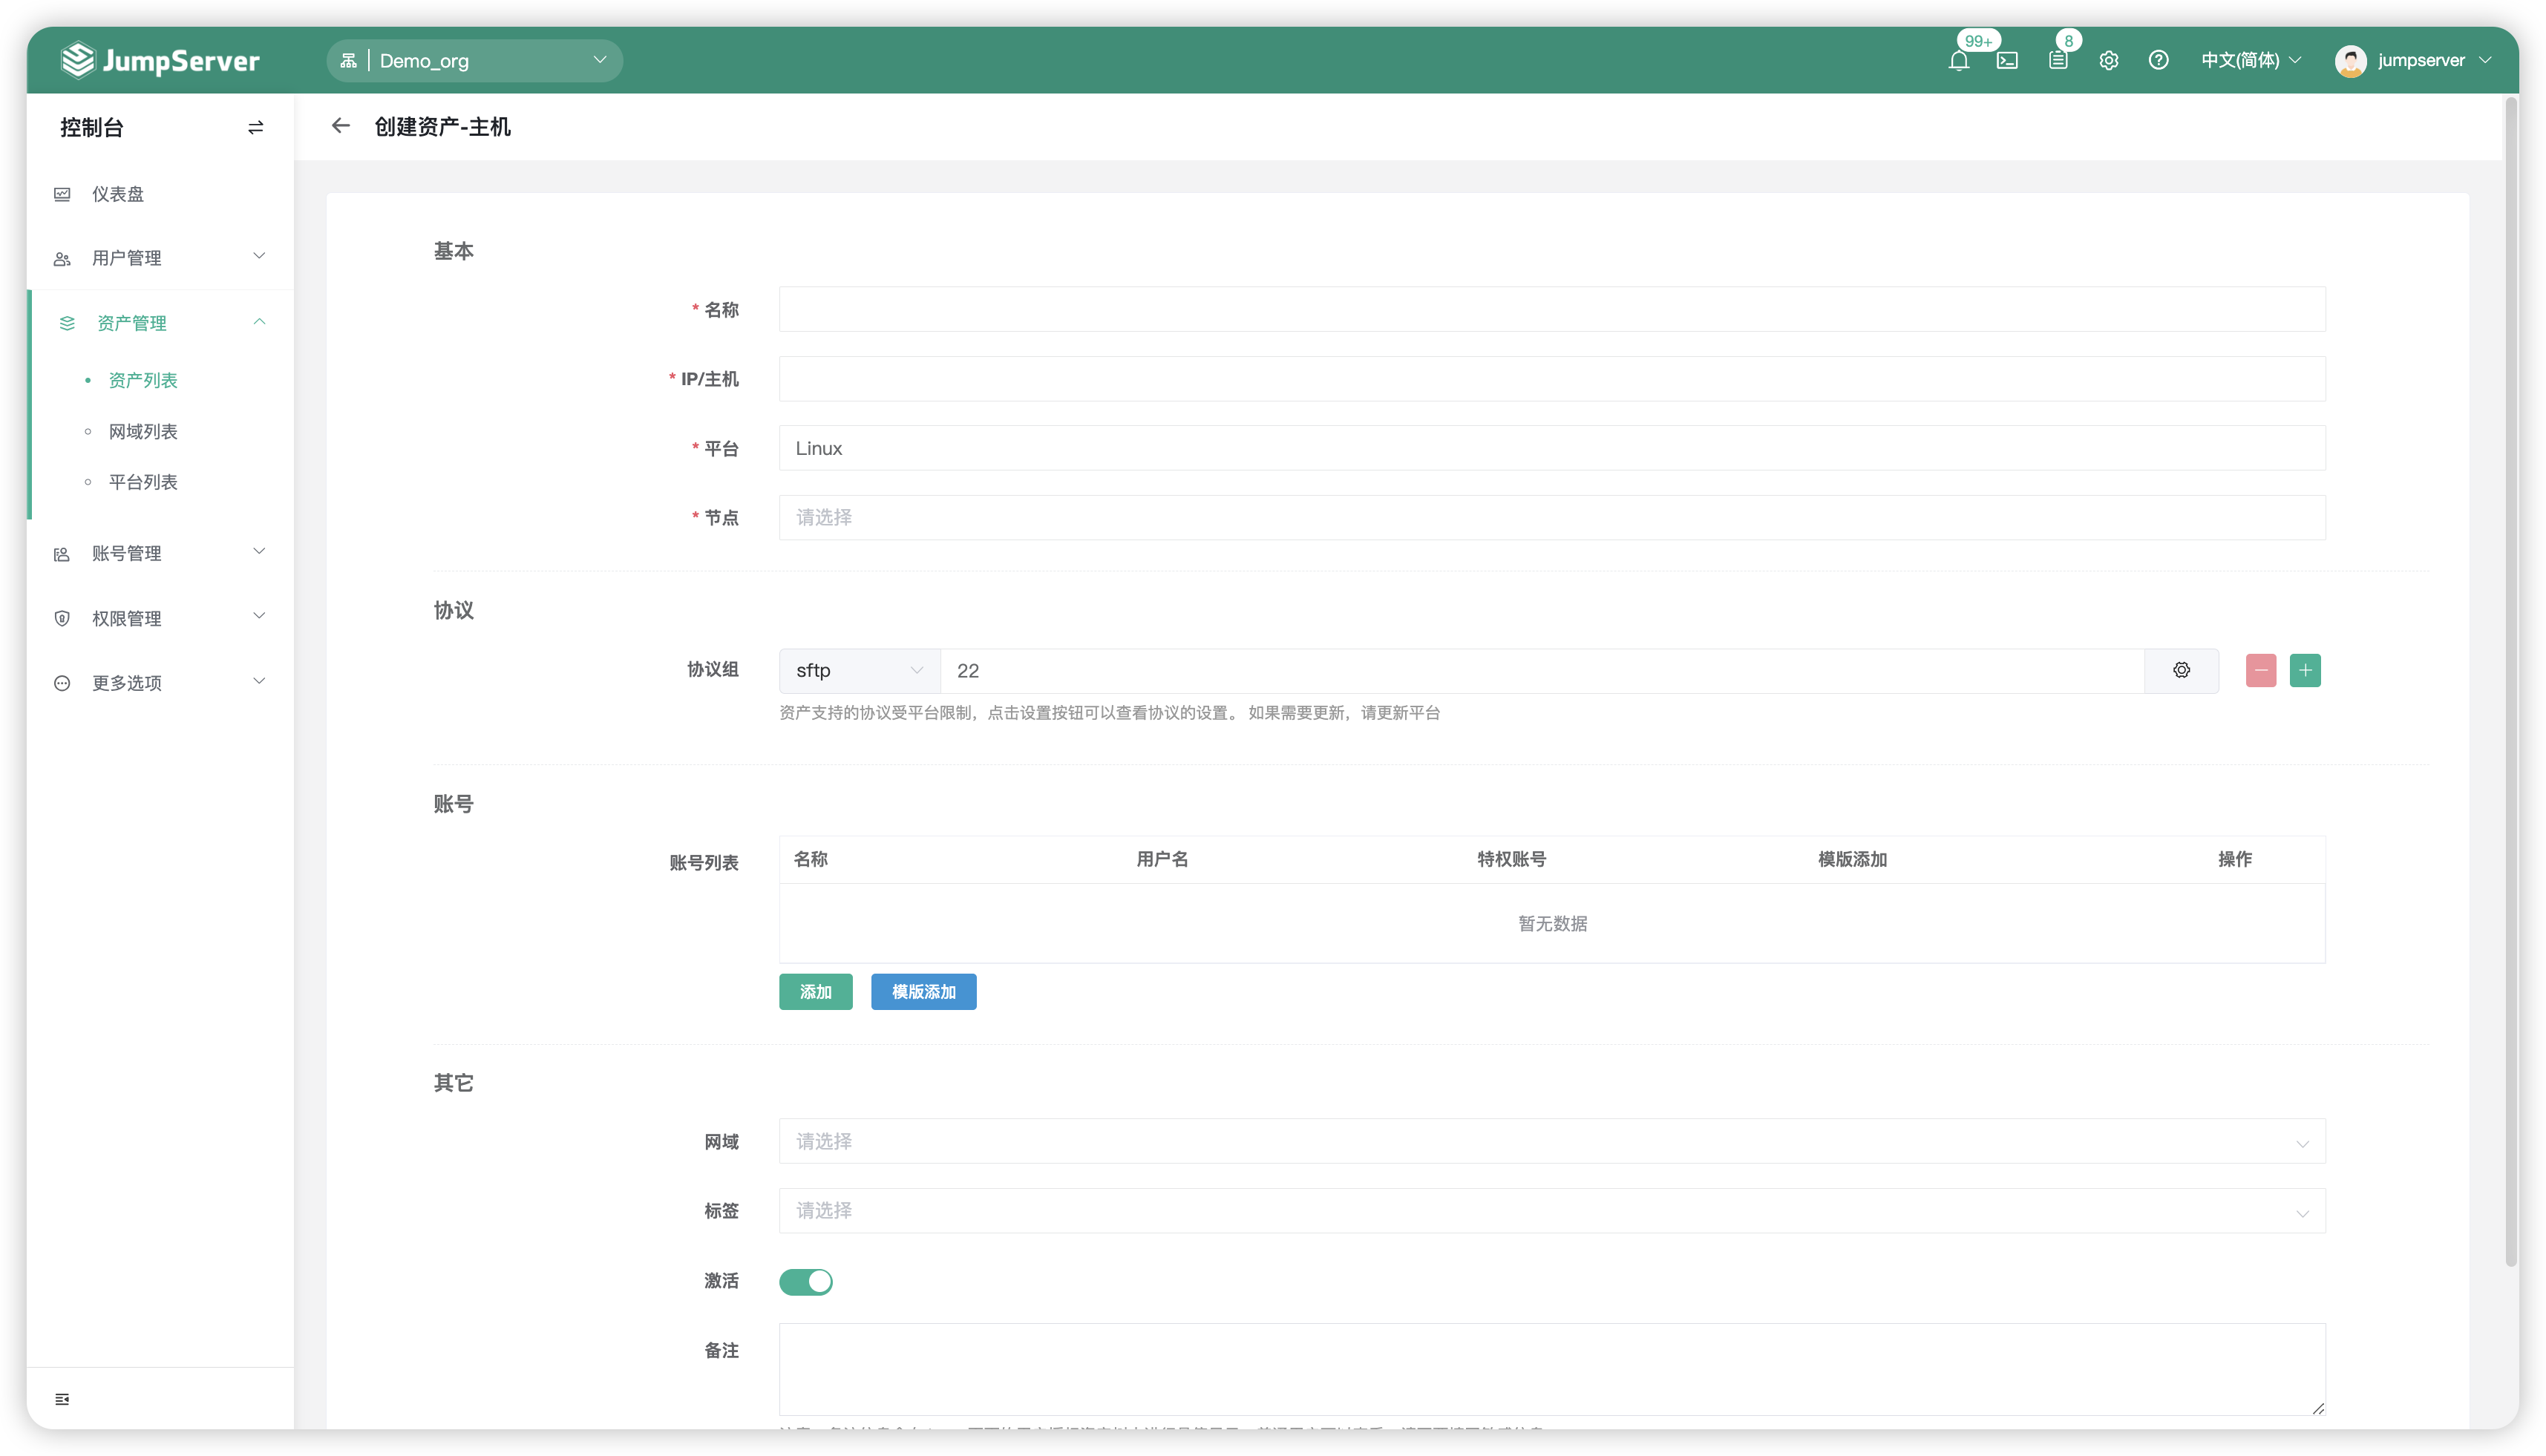 JumpServer
Demo_org
99+
8
中文(简体)
jumpserver
控制台
创建资产-主机
仪表盘
用户管理
资产管理
资产列表
网域列表
平台列表
账号管理
权限管理
更多选项
基本
* 名称
* IP/主机
* 平台
Linux
* 节点
请选择
协议
协议组
sftp
22
资产支持的协议受平台限制，点击设置按钮可以查看协议的设置。 如果需要更新，请更新平台
账号
账号列表
名称
用户名
特权账号
模版添加
操作
暂无数据
添加
模版添加
其它
网域
请选择
标签
请选择
激活
备注